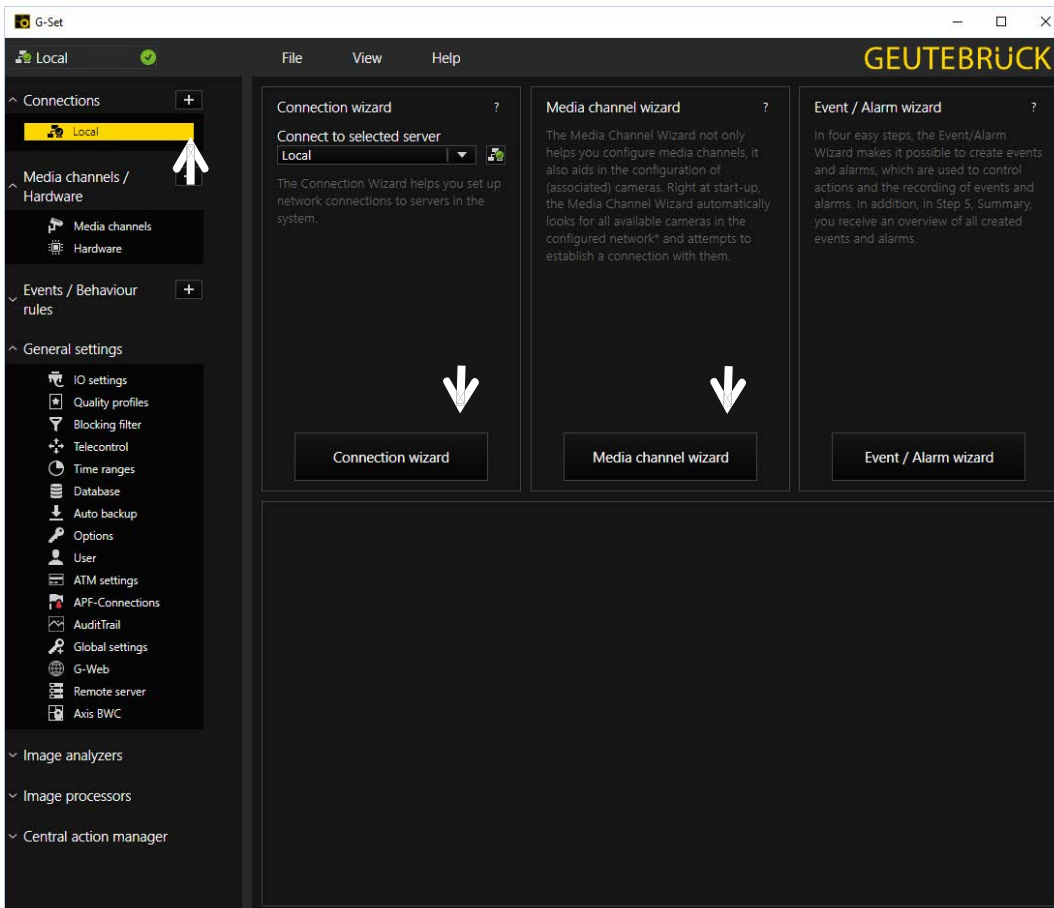 G-Set
Local
File View Help
GEUTEBRÜCK
Connections +
Local
Media channels /
Hardware
Media channels
Hardware
Events / Behaviour
rules
+
General settings
IO settings
Quality profiles
Blocking filter
Telecontrol
Time ranges
Database
Auto backup
Options
User
ATM settings
APF-Connections
AuditTrail
Global settings
G-Web
Remote server
Axis BWC
Image analyzers
Image processors
Central action manager
Connection wizard ?
Connect to selected server
Local
The Connection Wizard helps you set up
network connections to servers in the
system.
Connection wizard
Media channel wizard ?
The Media Channel Wizard not only
helps you configure media channels, it
also aids in the configuration of
(associated) cameras. Right at start-up,
the Media Channel Wizard automatically
looks for all available cameras in the
configured network* and attempts to
establish a connection with them.
Media channel wizard
Event / Alarm wizard ?
In four easy steps, the Event/Alarm
Wizard makes it possible to create events
and alarms, which are used to control
actions and the recording of events and
alarms. In addition, in Step 5, Summary,
you receive an overview of all created
events and alarms.
Event / Alarm wizard